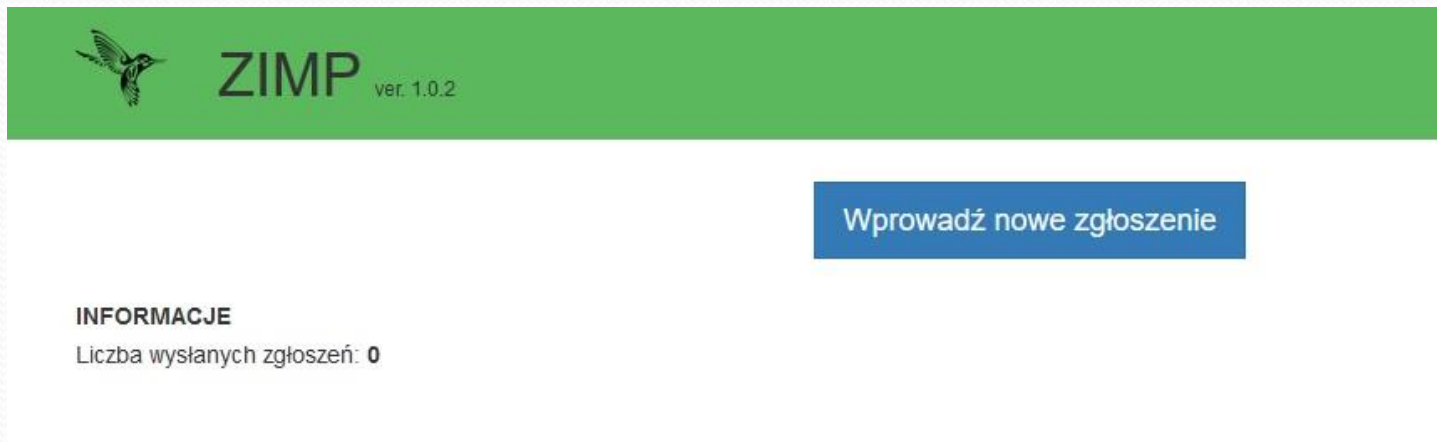 ZIMP ver. 1.0.2
Wprowadź nowe zgłoszenie
INFORMACJE
Liczba wysłanych zgłoszeń: 0